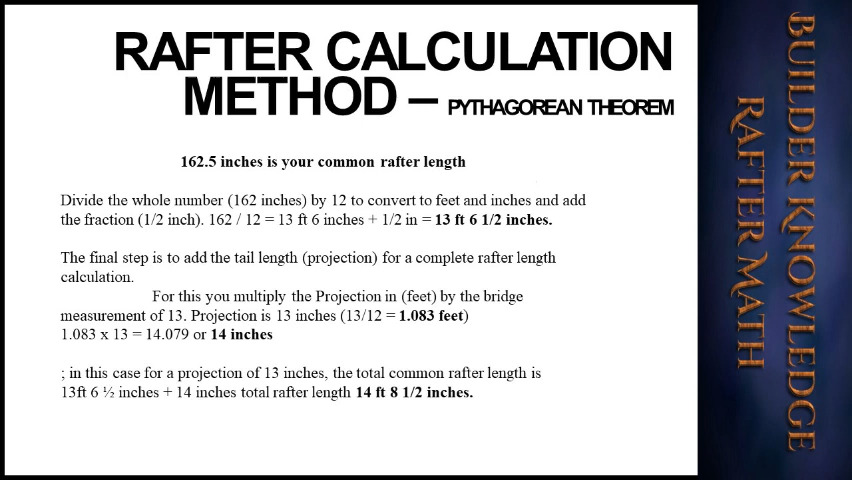 RAFTER CALCULATION
METHOD – PYTHAGOREAN THEOREM
162.5 inches is your common rafter length
Divide the whole number (162 inches) by 12 to convert to feet and inches and add
the fraction (1/2 inch). 162 / 12 = 13 ft 6 inches + 1/2 in = 13 ft 6 1/2 inches.
The final step is to add the tail length (projection) for a complete rafter length
calculation.
For this you multiply the Projection in (feet) by the bridge
measurement of 13. Projection is 13 inches (13/12 = 1.083 feet)
1.083 x 13 = 14.079 or 14 inches
; in this case for a projection of 13 inches, the total common rafter length is
13ft 6 ½ inches + 14 inches total rafter length 14 ft 8 1/2 inches.
BUILDER KNOWLEDGE
RAFTER MATH